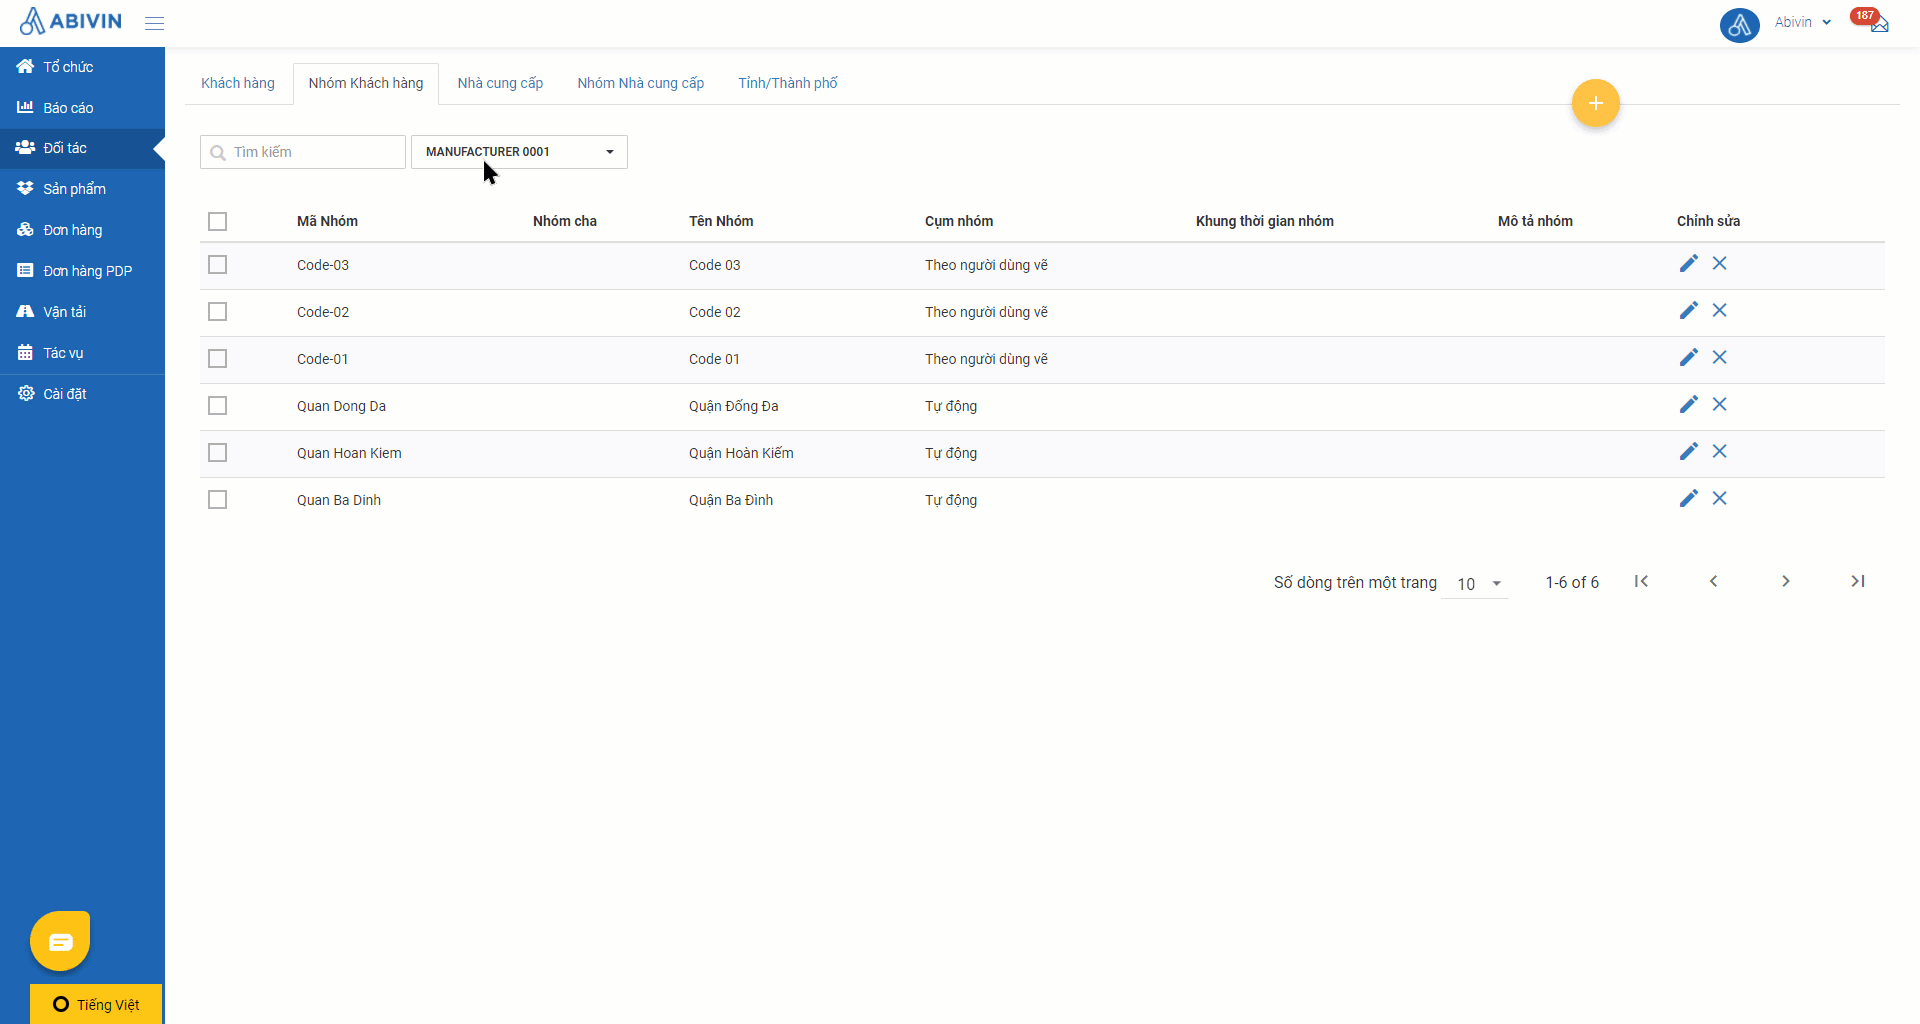 ABIVIN
Abivin
187
Tổ chức
Báo cáo
Đối tác
Sản phẩm
Đơn hàng
Đơn hàng PDP
Vận tải
Tác vụ
Cài đặt
Tiếng Việt
Khách hàng Nhóm Khách hàng Nhà cung cấp Nhóm Nhà cung cấp Tỉnh/Thành phố
Tìm kiếm MANUFACTURER 0001
Mã Nhóm Nhóm cha Tên Nhóm Cụm nhóm Khung thời gian nhóm Mô tả nhóm Chỉnh sửa
Code-03 Code 03 Theo người dùng vẽ
Code-02 Code 02 Theo người dùng vẽ
Code-01 Code 01 Theo người dùng vẽ
Quan Dong Da Quận Đống Đa Tự động
Quan Hoan Kiem Quận Hoàn Kiếm Tự động
Quan Ba Dinh Quận Ba Đình Tự động
Số dòng trên một trang 10 1-6 of 6